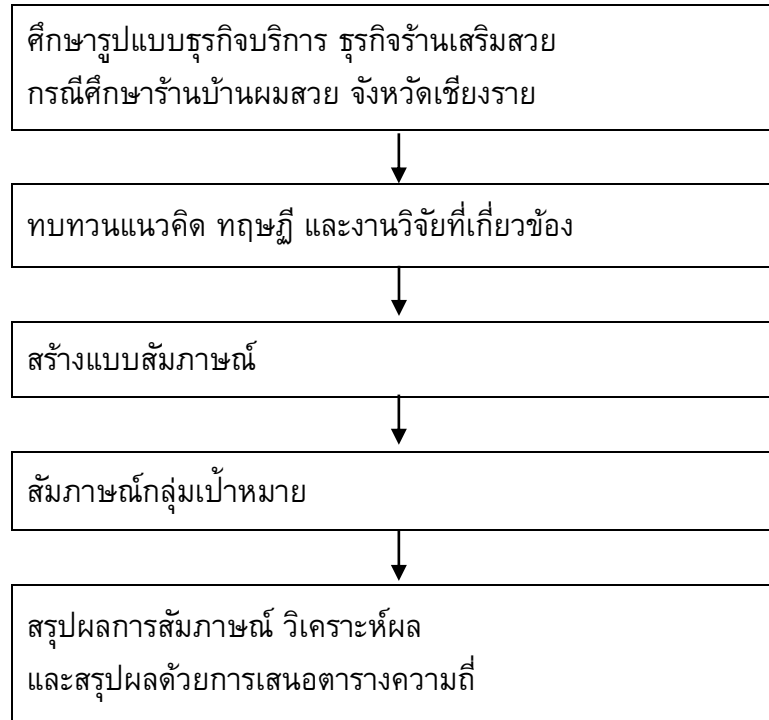 ศึกษารูปแบบธุรกิจบริการ ธุรกิจร้านเสริมสวย
กรณีศึกษาร้านบ้านผมสวย จังหวัดเชียงราย
ทบทวนแนวคิด ทฤษฏี และงานวิจัยที่เกี่ยวข้อง
สร้างแบบสัมภาษณ์
สัมภาษณ์กลุ่มเป้าหมาย
สรุปผลการสัมภาษณ์ วิเคราะห์ผล
และสรุปผลด้วยการเสนอตารางความถี่